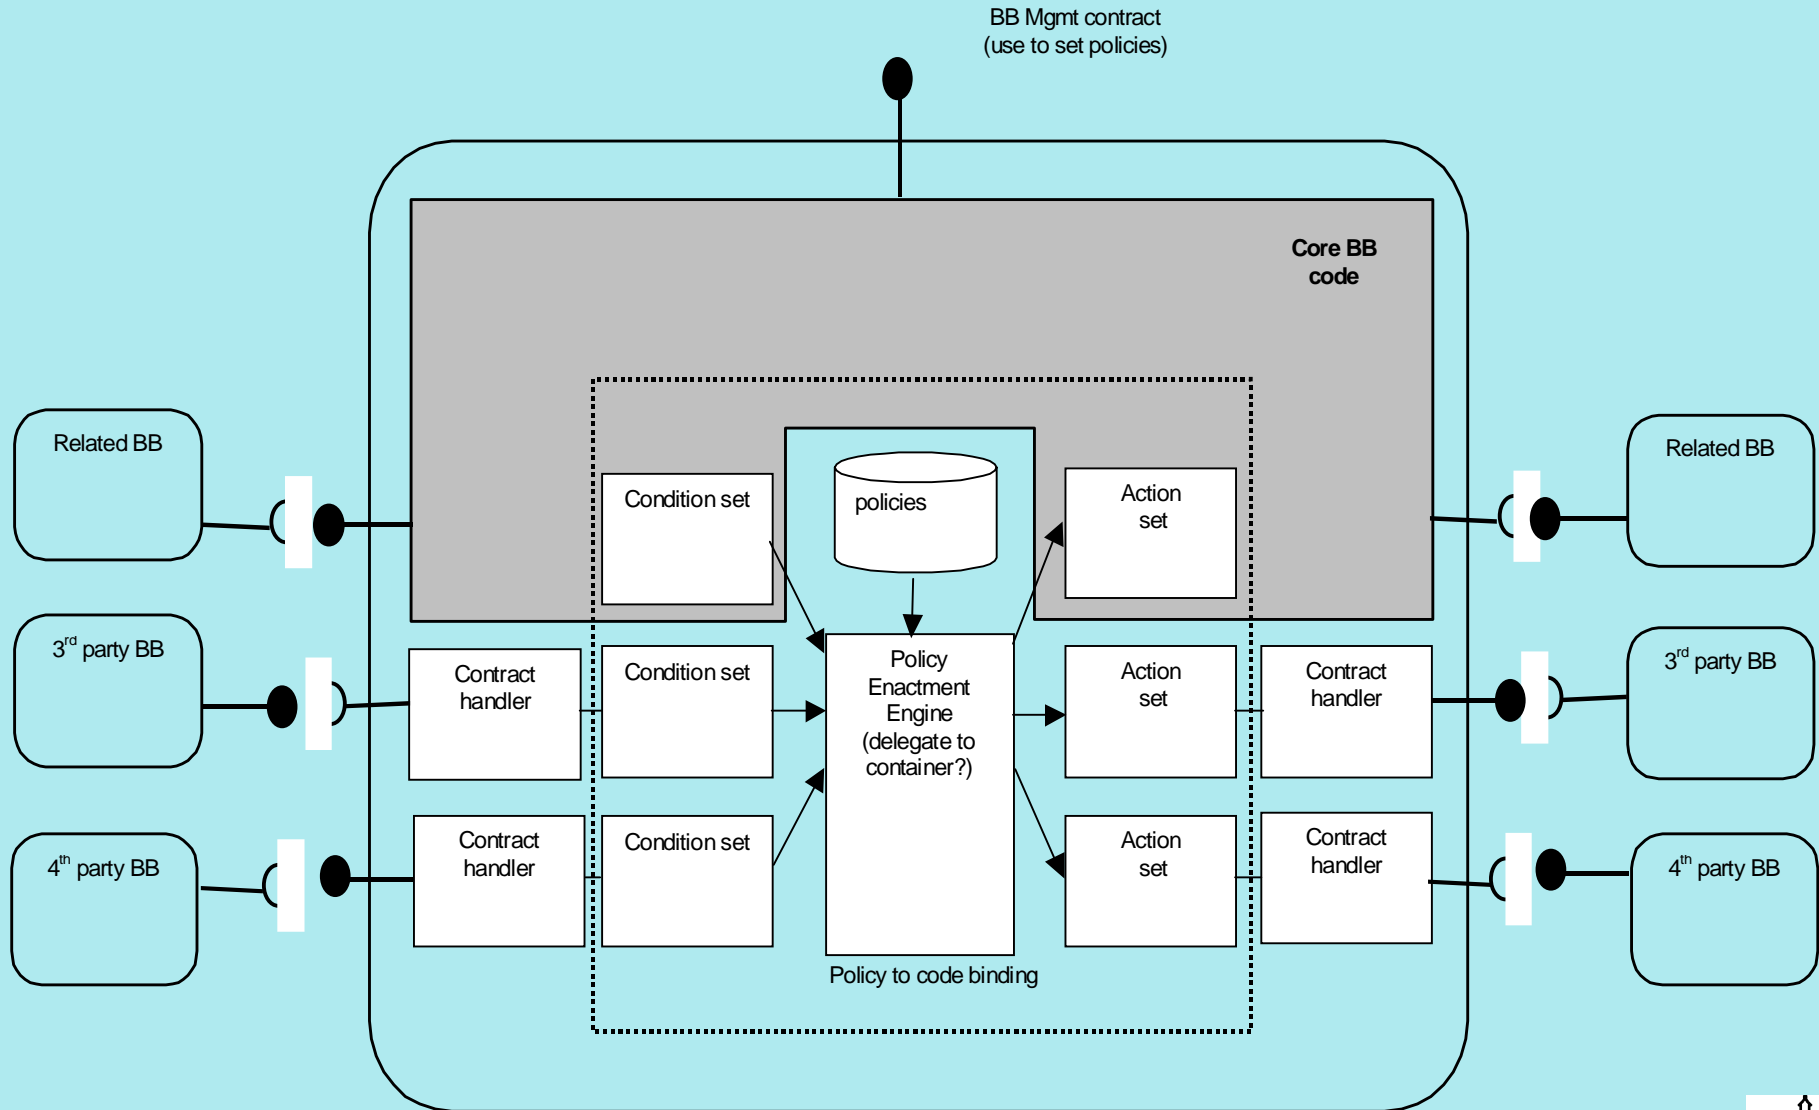 BB Mgmt contract
(use to set policies)
Core BB
code
Related BB
Condition set
policies
Action
set
Related BB
3rd party BB
Contract
handler
Condition set
Policy
Enactment
Engine
(delegate to
container?)
Action
set
Contract
handler
3rd party BB
4th party BB
Contract
handler
Condition set
Action
set
Contract
handler
4th party BB
Policy to code binding